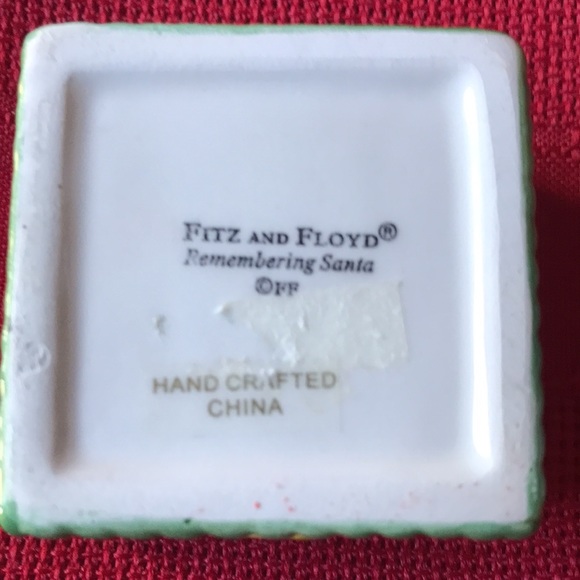 FITZ AND FLOYD®
Remembering Santa
©FF
HAND CRAFTED
CHINA